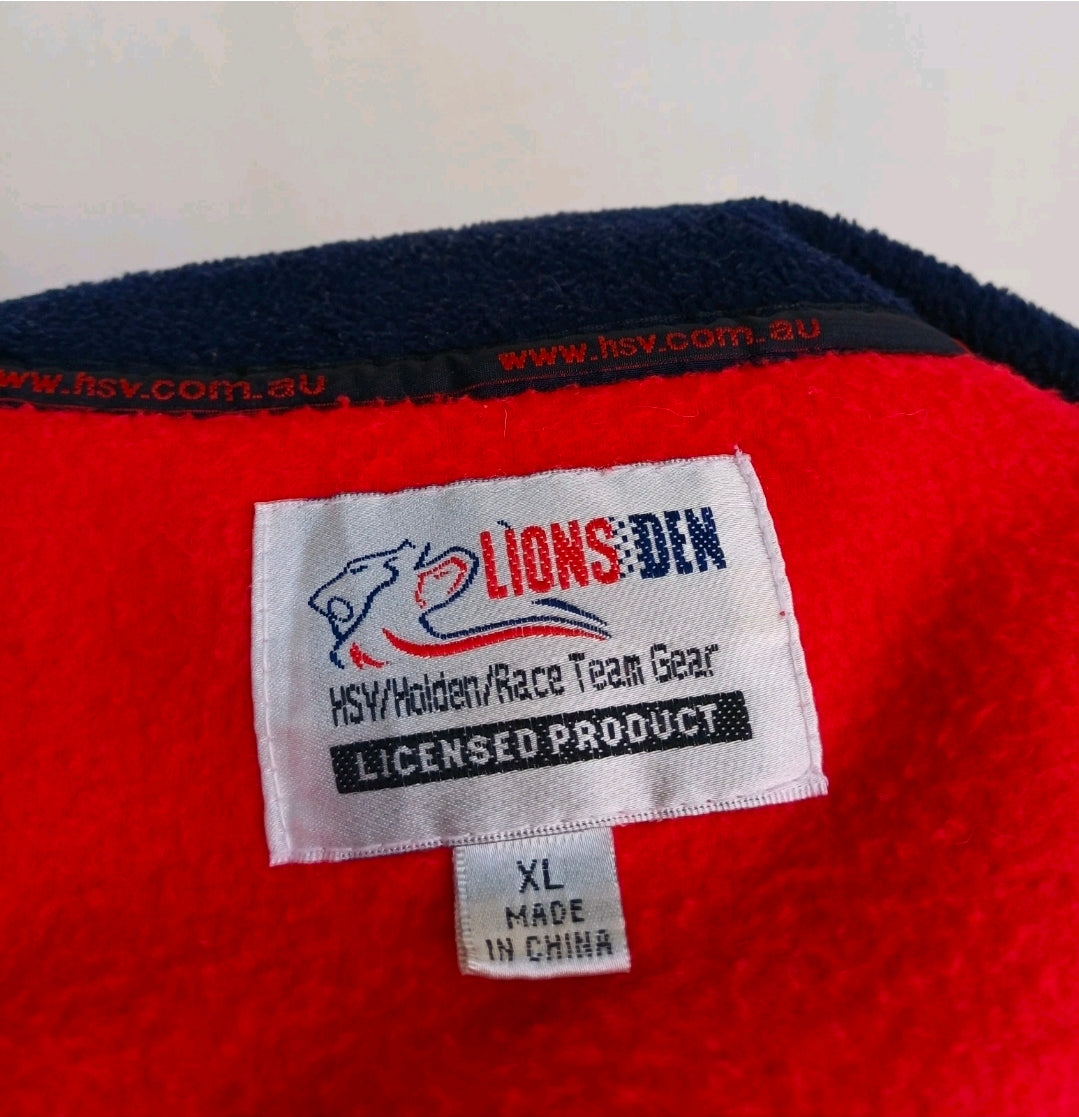 www.hsv.com.au
ww.hsv.com.au
LIONS DEN
HSV/Holden/Race Team Gear
LICENSED PRODUCT
XL
MADE
IN CHINA